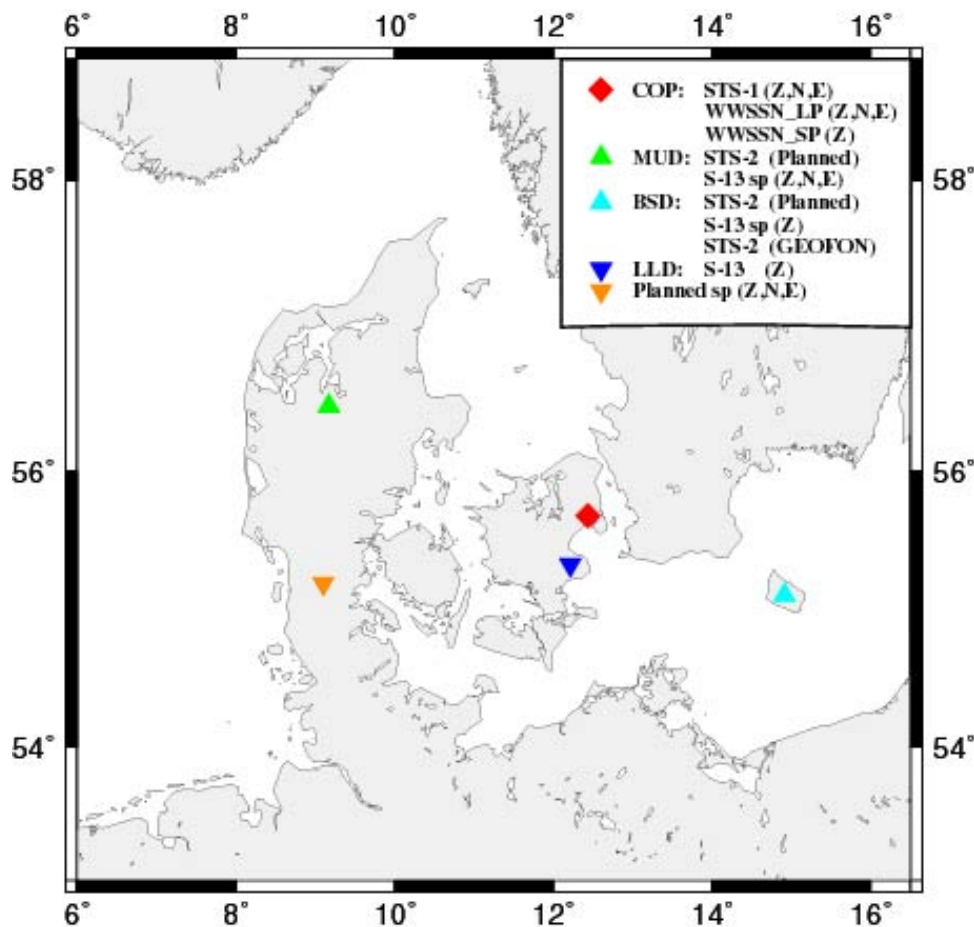 6° 8° 10° 12° 14° 16°
COP: STS-1 (Z,N,E)
WWSSN_LP (Z,N,E)
WWSSN_SP (Z)
MUD: STS-2 (Planned)
S-13 sp (Z,N,E)
BSD: STS-2 (Planned)
S-13 sp (Z)
STS-2 (GEOFON)
LLD: S-13 (Z)
Planned sp (Z,N,E)
58° 58°
56° 56°
54° 54°
6° 8° 10° 12° 14° 16°